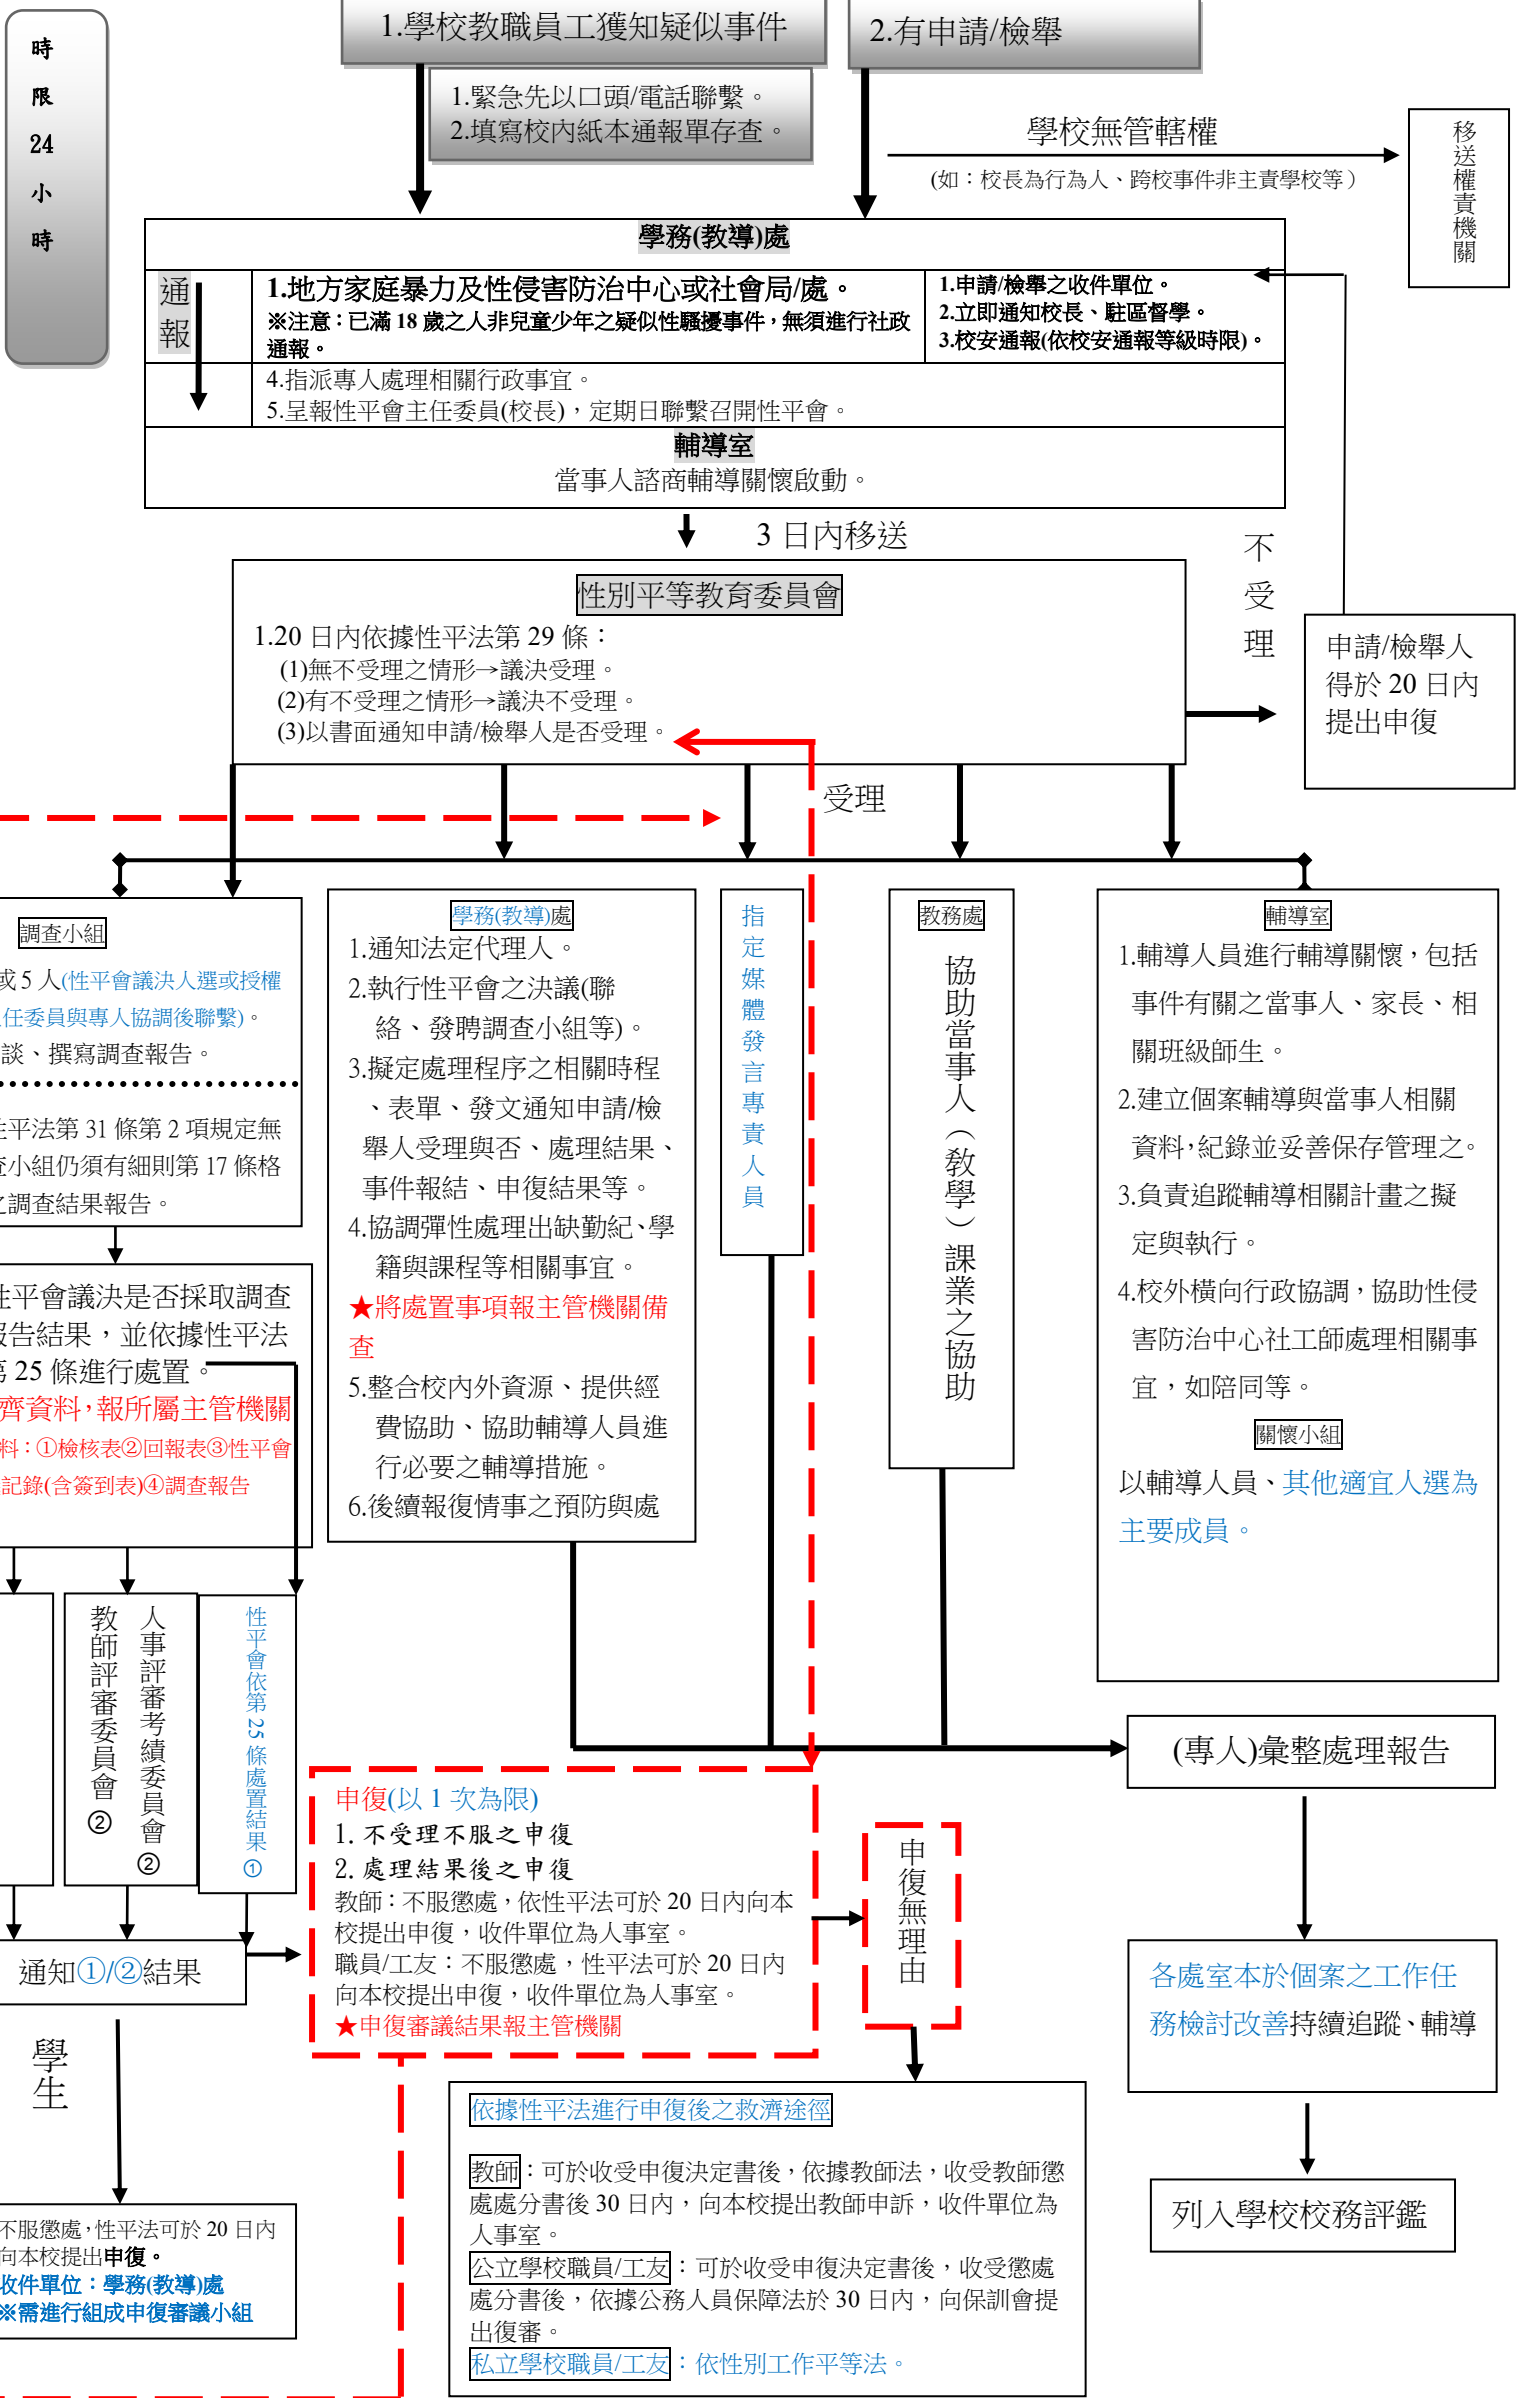 時
限
24
小
時
1.學校教職員工獲知疑似事件
2.有申請/檢舉
1.緊急先以口頭/電話聯繫。
2.填寫校內紙本通報單存查。
學校無管轄權
(如：校長為行為人、跨校事件非主責學校等）
移送權責機關
學務(教導)處
通
報
1.地方家庭暴力及性侵害防治中心或社會局/處。
※注意：已滿 18 歲之人非兒童少年之疑似性騷擾事件，無須進行社政
通報。
1.申請/檢舉之收件單位。
2.立即通知校長、駐區督學。
3.校安通報(依校安通報等級時限)。
4.指派專人處理相關行政事宜。
5.呈報性平會主任委員(校長)，定期日聯繫召開性平會。
輔導室
當事人諮商輔導關懷啟動。
3 日內移送
不
受
理
性別平等教育委員會
1.20 日內依據性平法第 29 條：
(1)無不受理之情形→議決受理。
(2)有不受理之情形→議決不受理。
(3)以書面通知申請/檢舉人是否受理。
申請/檢舉人
得於 20 日內
提出申復
受理
調查小組
或 5 人(性平會議決人選或授權
任委員與專人協調後聯繫)。
談、撰寫調查報告。
性平法第 31 條第 2 項規定無
查小組仍須有細則第 17 條格
之調查結果報告。
學務(教導)處
1.通知法定代理人。
2.執行性平會之決議(聯
絡、發聘調查小組等)。
3.擬定處理程序之相關時程
、表單、發文通知申請/檢
舉人受理與否、處理結果、
事件報結、申復結果等。
4.協調彈性處理出缺勤紀、學
籍與課程等相關事宜。
★將處置事項報主管機關備
查
5.整合校內外資源、提供經
費協助、協助輔導人員進
行必要之輔導措施。
6.後續報復情事之預防與處
指定媒體發言專責人員
教務處
協助當事人（教學）課業之協助
輔導室
1.輔導人員進行輔導關懷，包括
事件有關之當事人、家長、相
關班級師生。
2.建立個案輔導與當事人相關
資料，紀錄並妥善保存管理之。
3.負責追蹤輔導相關計畫之擬
定與執行。
4.校外橫向行政協調，協助性侵
害防治中心社工師處理相關事
宜，如陪同等。
關懷小組
以輔導人員、其他適宜人選為
主要成員。
性平會議決是否採取調查
報告結果，並依據性平法
第 25 條進行處置。
齊資料，報所屬主管機關
料：①檢核表②回報表③性平會
記錄(含簽到表)④調查報告
人事評審考績委員會②
教師評審委員會②
性平會依第 25 條處置結果①
(專人)彙整處理報告
申復(以 1 次為限)
1. 不受理不服之申復
2. 處理結果後之申復
教師：不服懲處，依性平法可於 20 日內向本
校提出申復，收件單位為人事室。
職員/工友：不服懲處，性平法可於 20 日內
向本校提出申復，收件單位為人事室。
★申復審議結果報主管機關
申復無理由
通知①/②結果
各處室本於個案之工作任
務檢討改善持續追蹤、輔導
學
生
依據性平法進行申復後之救濟途徑
教師：可於收受申復決定書後，依據教師法，收受教師懲
處處分書後 30 日內，向本校提出教師申訴，收件單位為
人事室。
公立學校職員/工友：可於收受申復決定書後，收受懲處
處分書後，依據公務人員保障法於 30 日內，向保訓會提
出復審。
私立學校職員/工友：依性別工作平等法。
列入學校校務評鑑
不服懲處，性平法可於 20 日內
向本校提出申復。
收件單位：學務(教導)處
※需進行組成申復審議小組